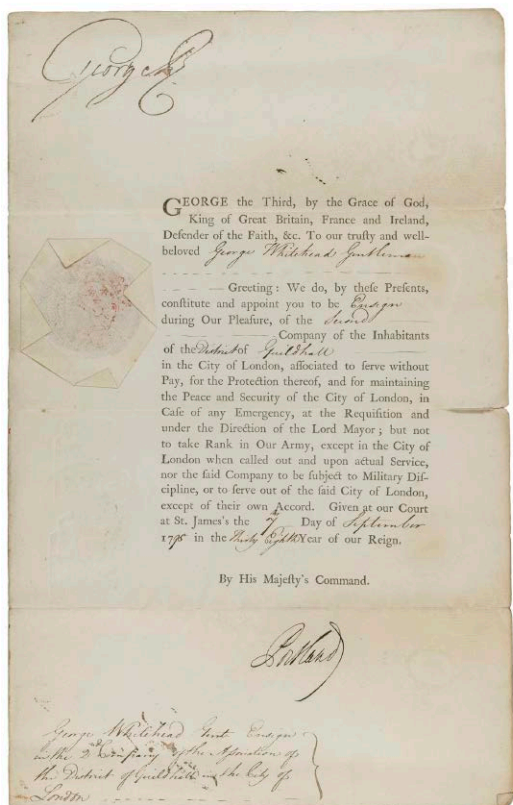 George R
GEORGE the Third, by the Grace of God,
King of Great Britain, France and Ireland,
Defender of the Faith, &c. To our trusty and well-
beloved George Whitehead Gentleman
Greeting: We do, by these Presents,
constitute and appoint you to be Ensign
during Our Pleasure, of the Second
Company of the Inhabitants
of the District of Guildhall
in the City of London, associated to serve without
Pay, for the Protection thereof, and for maintaining
the Peace and Security of the City of London, in
Case of any Emergency, at the Requisition and
under the Direction of the Lord Mayor; but not
to take Rank in Our Army, except in the City of
London when called out and upon actual Service,
nor the said Company to be subject to Military Dis-
cipline, or to serve out of the said City of London,
except of their own Accord. Given at our Court
at St. James's the 7th Day of September
1798 in the Thirty Eighth Year of our Reign.
By His Majesty's Command.
Portland
George Whitehead Gent Ensign
in the 2d Company of the Association of
the District of Guildhall in the City of
London